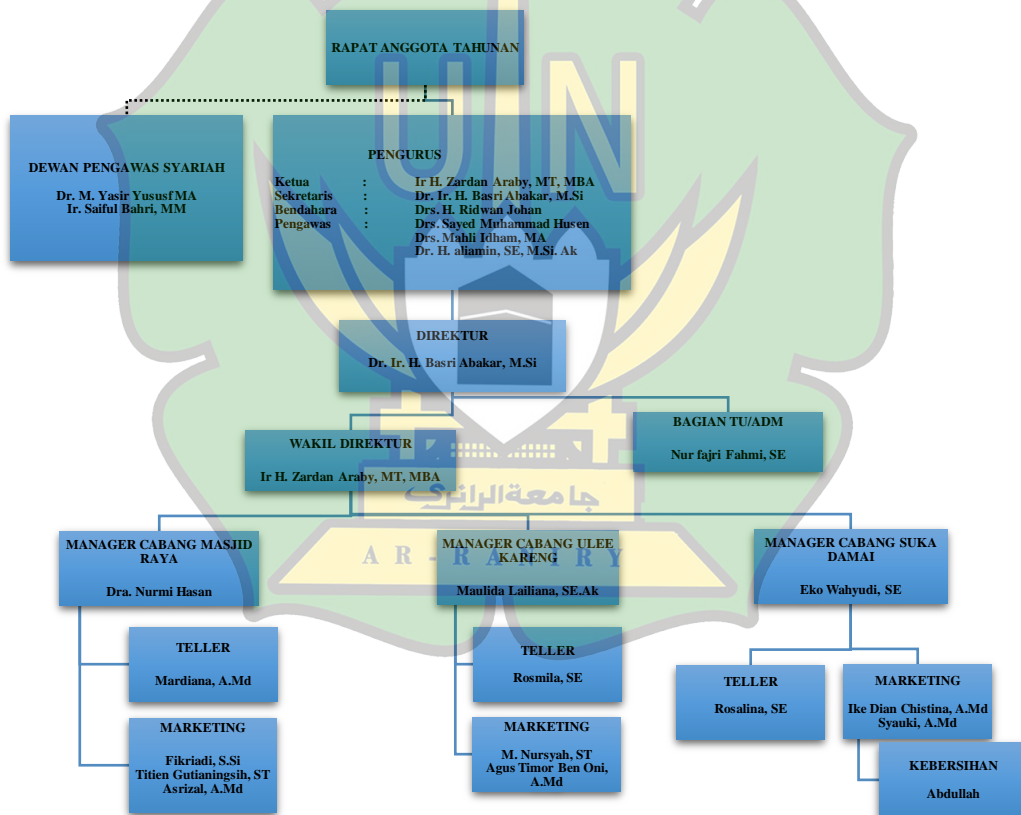 RAPAT ANGGOTA TAHUNAN
DEWAN PENGAWAS SYARIAH
Dr. M. Yasir Yususf MA
Ir. Saiful Bahri, MM
PENGURUS
Ketua : Ir H. Zardan Araby, MT, MBA
Sekretaris : Dr. Ir. H. Basri Abakar, M.Si
Bendahara : Drs. H. Ridwan Johan
Pengawas : Drs. Sayed Muhammad Husen
Drs. Mahli Idham, MA
Dr. H. aliamin, SE, M.Si. Ak
DIREKTUR
Dr. Ir. H. Basri Abakar, M.Si
WAKIL DIREKTUR
Ir H. Zardan Araby, MT, MBA
BAGIAN TU/ADM
Nur fajri Fahmi, SE
MANAGER CABANG MASJID
RAYA
Dra. Nurmi Hasan
TELLER
Mardiana, A.Md
MARKETING
Fikriadi, S.Si
Titien Gutianingsih, ST
Asrizal, A.Md
MANAGER CABANG ULEE
KARENG
Maulida Lailiana, SE.Ak
TELLER
Rosmila, SE
MARKETING
M. Nursyah, ST
Agus Timor Ben Oni,
A.Md
MANAGER CABANG SUKA
DAMAI
Eko Wahyudi, SE
TELLER
Rosalina, SE
MARKETING
Ike Dian Chistina, A.Md
Syauki, A.Md
KEBERSIHAN
Abdullah
UIN
جامعة الرانري
AR-RANIRY